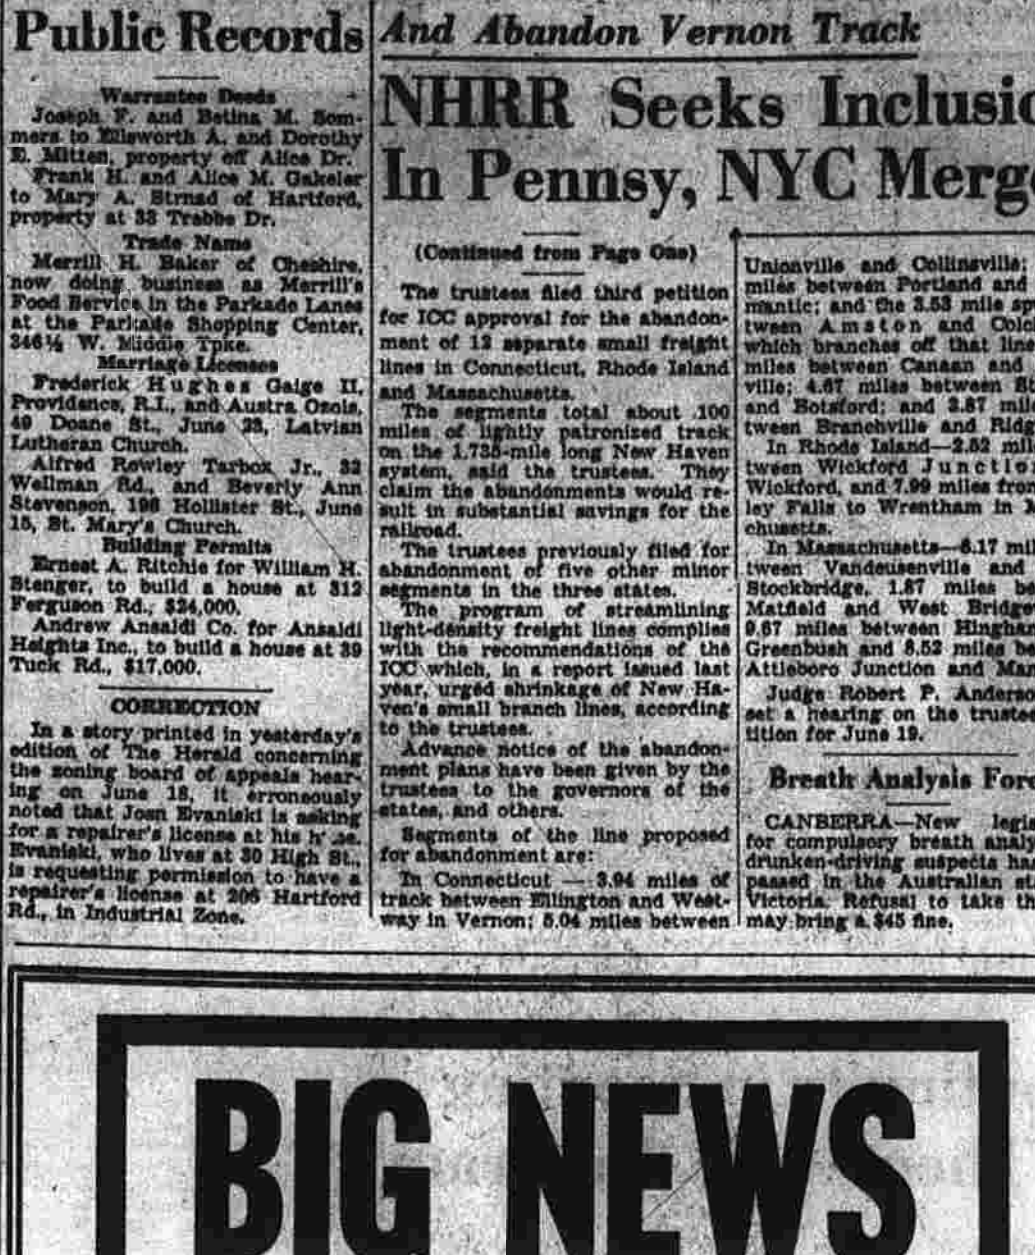 Public Records
Warrantee Deeds
Joseph F. and Betina M. Som-
mers to Ellsworth A. and Dorothy
E. Mitten, property off Alice Dr.
Frank H. and Alice M. Gakeler
to Mary A. Strnad of Hartford,
property at 33 Trebbe Dr.
Trade Name
Merrill H. Baker of Cheshire,
now doing business as Merrill's
Food Service in the Parkade Lanes
at the Parkade Shopping Center,
346½ W. Middle Tpke.
Marriage Licenses
Frederick Hughes Gaige II,
Providence, R.I., and Austra Ozols,
49 Doane St., June Latvian
Lutheran Church.
Alfred Rowley Tarbox Jr., 32
Wellman Rd., and Beverly Ann
Stevenson, 196 Hollister St., June
15, St. Mary's Church.
Building Permits
Ernest A. Ritchie for William H.
Stenger, to build a house at 312
Ferguson Rd., $24,000.
Andrew Ansaldi Co. for Ansaldi
Heights Inc., to build a house at 39
Tuck Rd., $17,000.
CORRECTION
In a story printed in yesterday's
edition of The Herald concerning
the zoning board of appeals hear-
ing on June 18, it erroneously
noted that Joan Evaniski is asking
for a repairer's license at his
Evaniski, who lives at 30 High St.,
is requesting permission to have a
repairer's license at 206 Hartford
Rd., in Industrial Zone.
And Abandon Vernon Track
NHRR Seeks Inclusi
In Pennsy, NYC Merg
(Continued from Page One)
The trustees filed third petition
for ICC approval for the abandon-
ment of 12 separate small freight
lines in Connecticut, Rhode Island
and Massachusetts.
The segments total about 100
miles of lightly patronized track
on the 1,735-mile long New Haven
system, said the trustees. They
claim the abandonments would re-
sult in substantial savings for the
railroad.
The trustees previously filed for
abandonment of five other minor
segments in the three states.
The program of streamlining
light-density freight lines complies
with the recommendations of the
ICC which, in a report issued last
year, urged shrinkage of New Ha-
ven's small branch lines, according
to the trustees.
Advance notice of the abandon-
ment plans have been given by the
trustees to the governors of the
states, and others.
Segments of the line proposed
for abandonment are:
In Connecticut — 3.94 miles of
track between Ellington and West-
way in Vernon; 5.04 miles between
Unionville and Collinsville;
miles between Portland and
mantic; and the 3.53 mile sp
tween Amston and Colc
which branches off that line
miles between Canaan and
ville; 4.67 miles between
and Botsford; and 3.87 mil
tween Branchville and Ridg
In Rhode Island—2.52 mil
tween Wickford Junctio
Wickford, and 7.99 miles from
ley Falls to Wrentham in
chusetts.
In Massachusetts—6.17 mil
tween Vandeusenville and
Stockbridge, 1.87 miles be
Matfield and West Bridge
9.67 miles between Hingham
Greenbush and 8.52 miles be
Attleboro Junction and
Judge Robert P. Anders
set a hearing on the trustee
tition for June 19.
Breath Analysis For
CANBERRA—New legis
for compulsory breath analy
drunken-driving suspects ha
passed in the Australian st
Victoria. Refusal to take th
may bring a $45 fine.
BIG NEWS